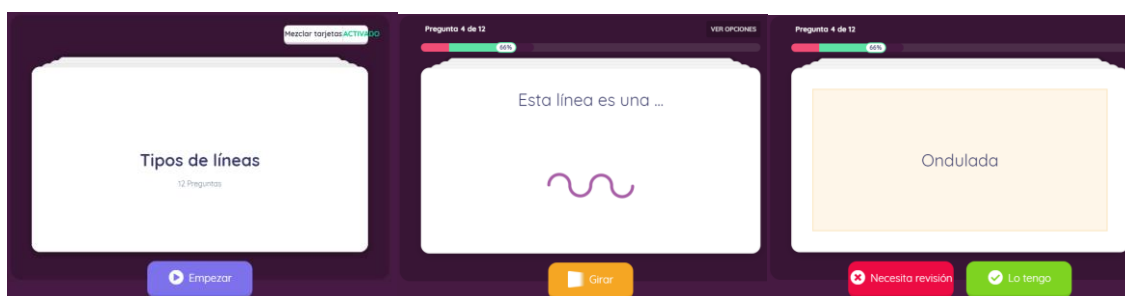 Mezclar tarjetas:ACTIVADO
Tipos de líneas
12 Preguntas
Empezar
Pregunta 4 de 12
VER OPCIONES
66%
Esta línea es una ...
Girar
Pregunta 4 de 12
66%
Ondulada
Necesita revisión
Lo tengo